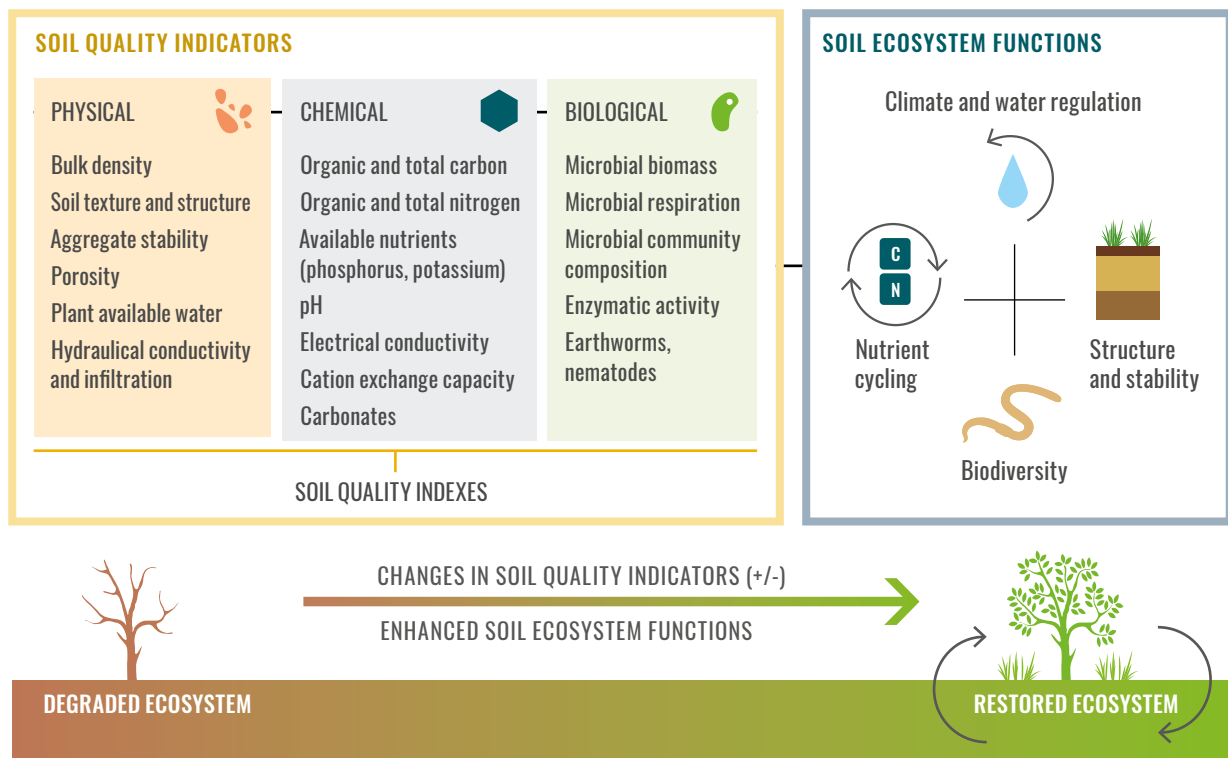 SOIL QUALITY INDICATORS
PHYSICAL
Bulk density
Soil texture and structure
Aggregate stability
Porosity
Plant available water
Hydraulical conductivity
and infiltration
CHEMICAL
Organic and total carbon
Organic and total nitrogen
Available nutrients
(phosphorus, potassium)
pH
Electrical conductivity
Cation exchange capacity
Carbonates
BIOLOGICAL
Microbial biomass
Microbial respiration
Microbial community
composition
Enzymatic activity
Earthworms,
nematodes
SOIL QUALITY INDEXES
SOIL ECOSYSTEM FUNCTIONS
Climate and water regulation
C
N
Nutrient
cycling
Structure
and stability
Biodiversity
CHANGES IN SOIL QUALITY INDICATORS (+/-)
ENHANCED SOIL ECOSYSTEM FUNCTIONS
DEGRADED ECOSYSTEM
RESTORED ECOSYSTEM